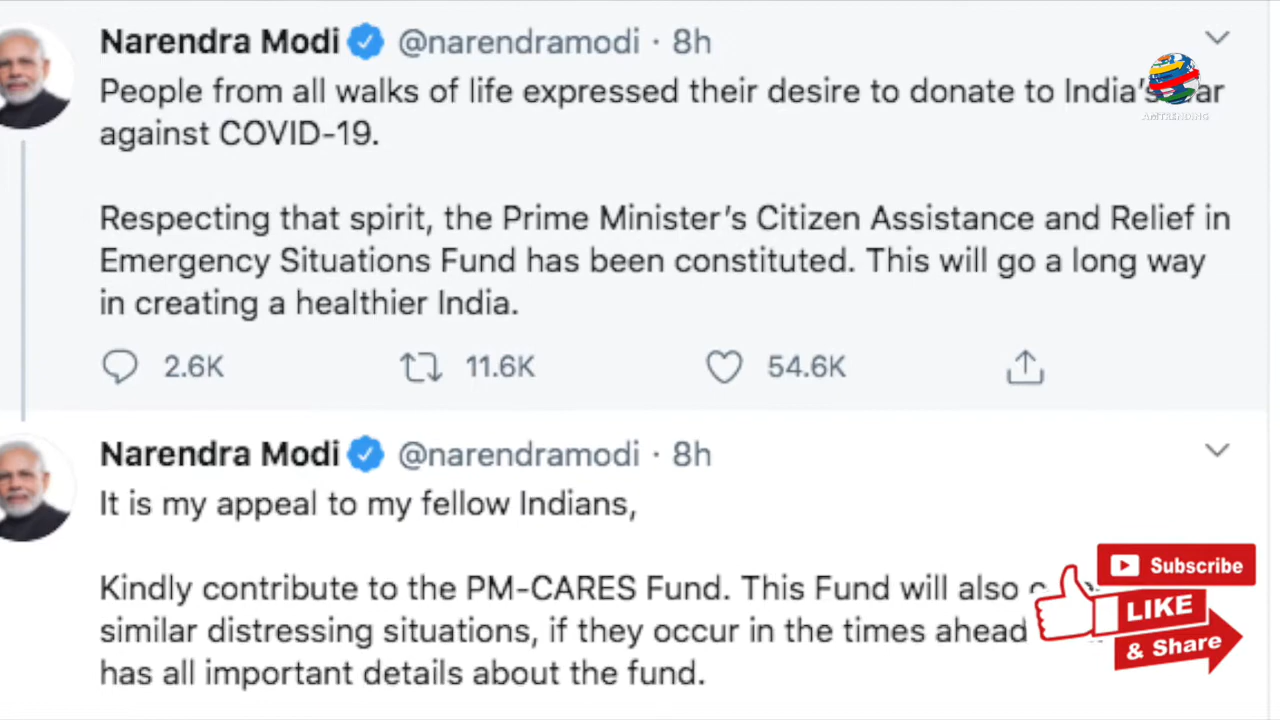 Narendra Modi @narendramodi · 8h
People from all walks of life expressed their desire to donate to India's
against COVID-19.
Respecting that spirit, the Prime Minister's Citizen Assistance and Relief in
Emergency Situations Fund has been constituted. This will go a long way
in creating a healthier India.
2.6K 11.6K 54.6K
Narendra Modi @narendramodi · 8h
It is my appeal to my fellow Indians,
Kindly contribute to the PM-CARES Fund. This Fund will also
similar distressing situations, if they occur in the times ahead
has all important details about the fund.
AMTRENDING
Subscribe
LIKE
& Share